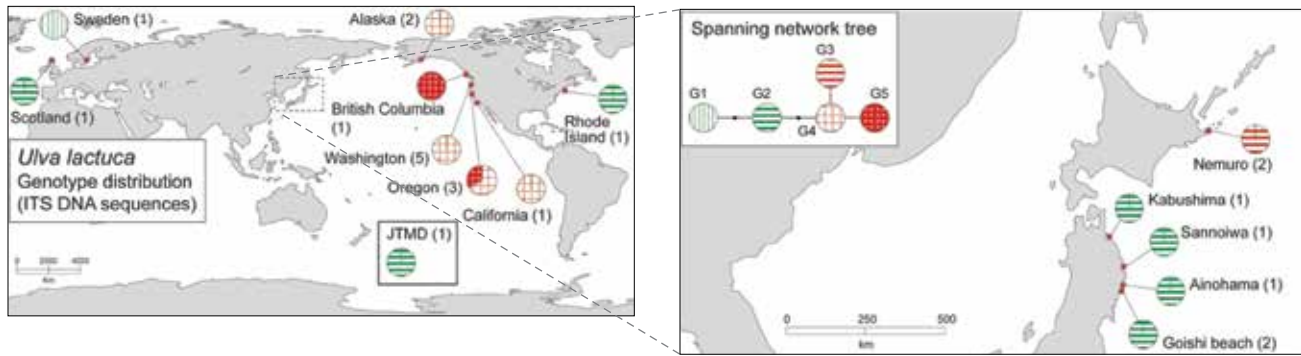 Sweden (1)
Alaska (2)
Scotland (1)
British Columbia
(1)
Rhode
Island (1)
Washington (5)
Oregon (3)
California (1)
Ulva lactuca
Genotype distribution
(ITS DNA sequences)
JTMD (1)
0 2000 4000
km
Spanning network tree
G3
G1
G2
G5
G4
Nemuro (2)
Kabushima (1)
Sannoiwa (1)
Ainohama (1)
Goishi beach (2)
0 250 500
km